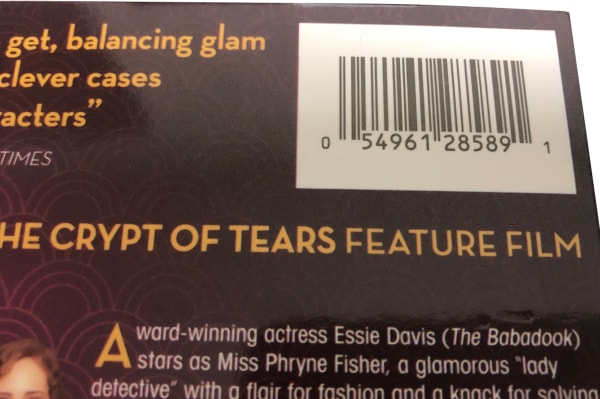 get, balancing glam
clever cases
acters”
TIMES
0 54961 28589 1
HE CRYPT OF TEARS FEATURE FILM
Award-winning actress Essie Davis (The Babadook)
stars as Miss Phryne Fisher, a glamorous "lady
detective" with a flair for fashion and a knack for solving